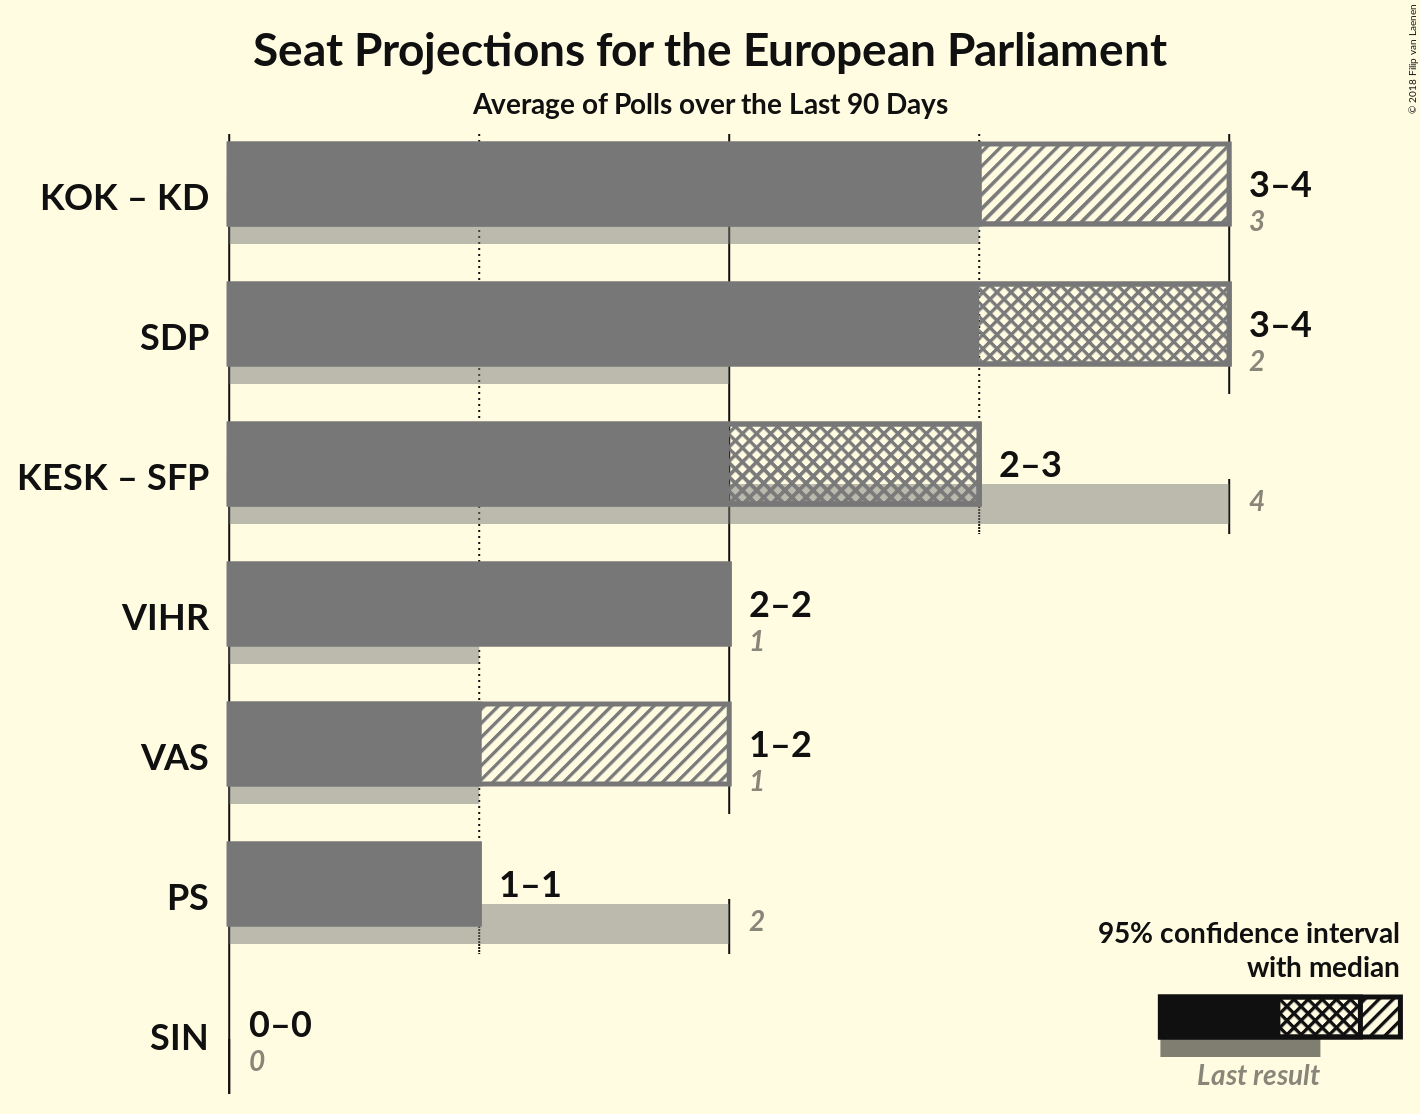 Seat Projections for the European Parliament
Average of Polls over the Last 90 Days
© 2018 Filip van Laenen
KOK – KD
3–4
3
SDP
3–4
2
KESK – SFP
2–3
4
VIHR
2–2
1
VAS
1–2
1
PS
1–1
2
SIN
0–0
0
95% confidence interval
with median
Last result